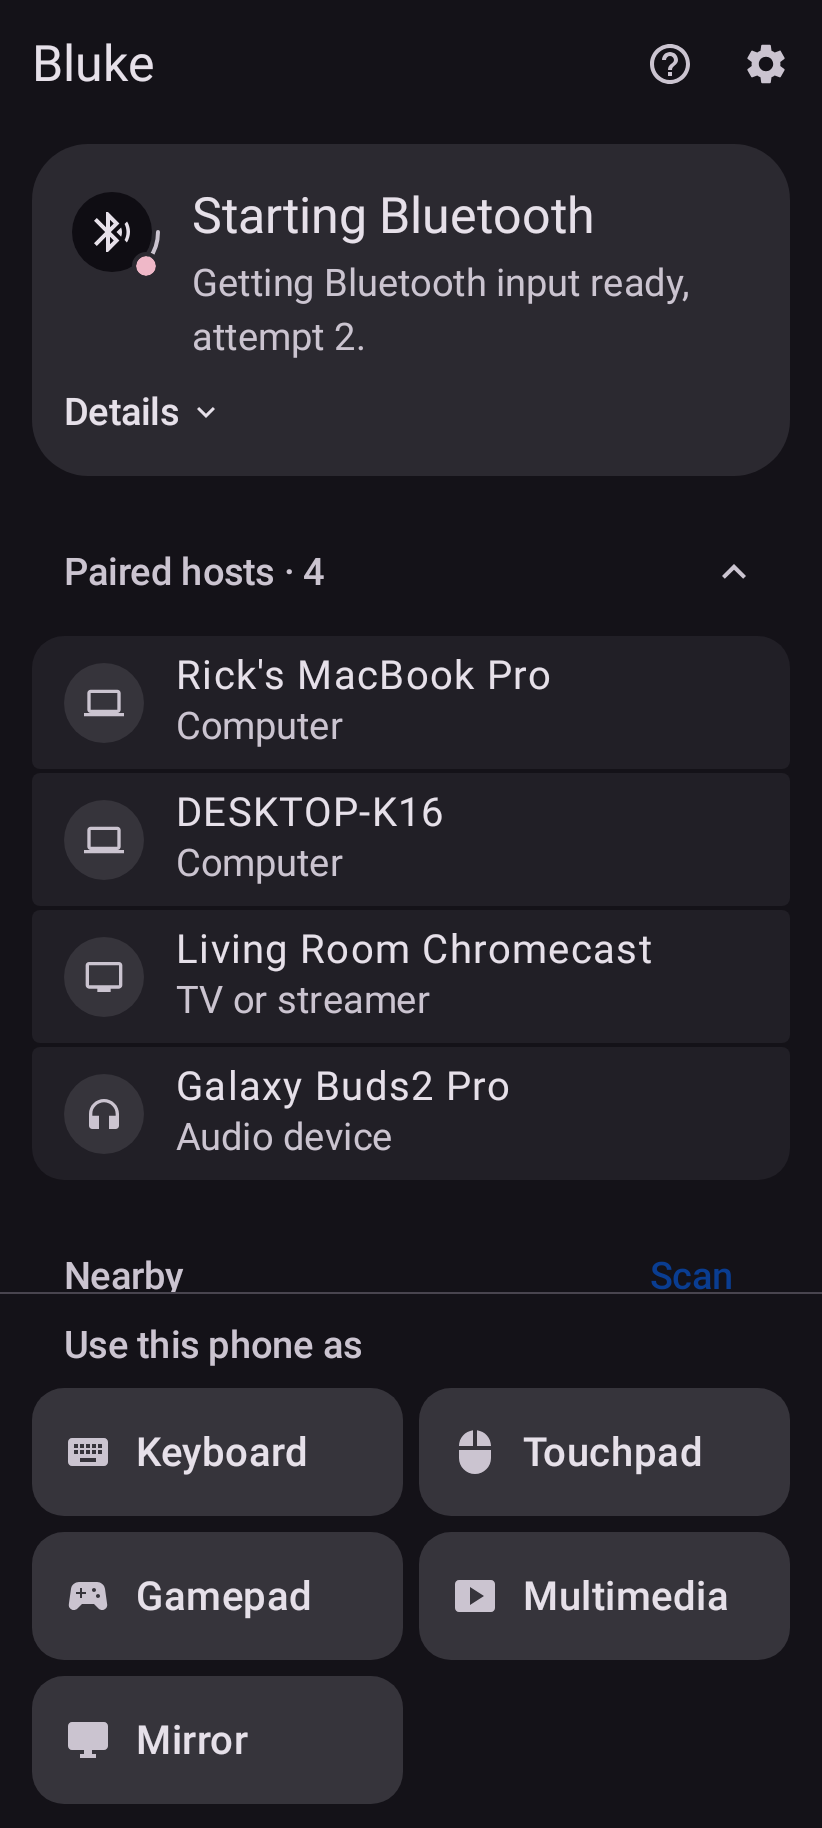 Bluke
Starting Bluetooth
Getting Bluetooth input ready,
attempt 2.
Details
Paired hosts · 4
Rick's MacBook Pro
Computer
DESKTOP-K16
Computer
Living Room Chromecast
TV or streamer
Galaxy Buds2 Pro
Audio device
Nearby Scan
Use this phone as
Keyboard Touchpad
Gamepad Multimedia
Mirror